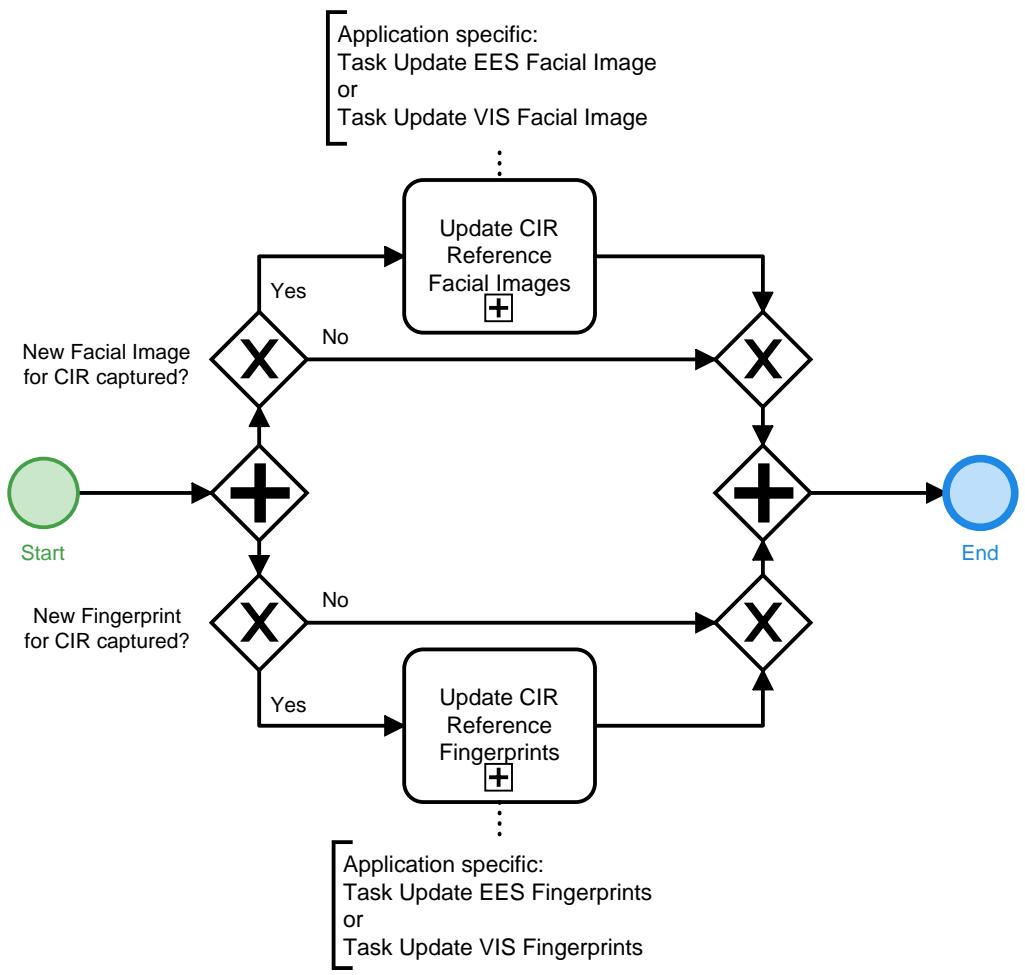 Application specific:
Task Update EES Facial Image
or
Task Update VIS Facial Image
Update CIR
Reference
Facial Images
Yes
No
New Facial Image
for CIR captured?
Start
End
New Fingerprint
for CIR captured?
No
Yes
Update CIR
Reference
Fingerprints
Application specific:
Task Update EES Fingerprints
or
Task Update VIS Fingerprints